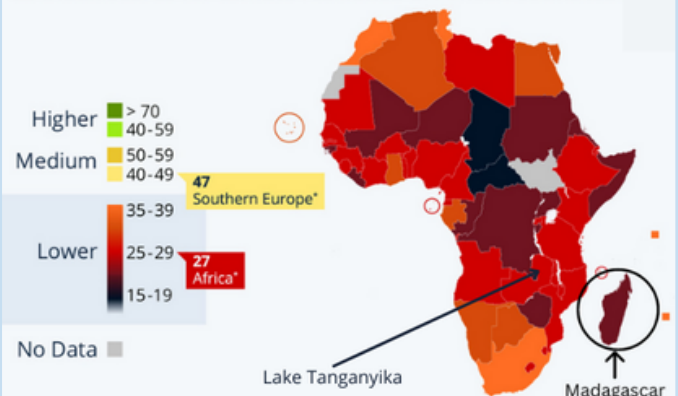 Higher
> 70
40-59
Medium
50-59
40-49
47
Southern Europe*
35-39
Lower
25-29
27
Africa*
15-19
No Data
Lake Tanganyika
Madagascar